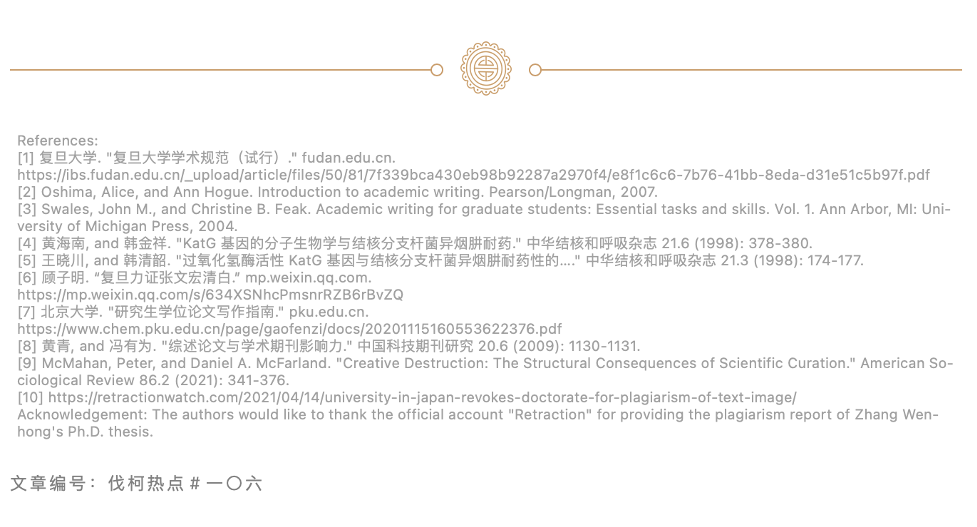 References:
[1] 复旦大学. "复旦大学学术规范（试行）." fudan.edu.cn.
https://ibs.fudan.edu.cn/_upload/article/files/50/81/7f339bca430eb98b92287a2970f4/e8f1c6c6-7b76-41bb-8eda-d31e51c5b97f.pdf
[2] Oshima, Alice, and Ann Hogue. Introduction to academic writing. Pearson/Longman, 2007.
[3] Swales, John M., and Christine B. Feak. Academic writing for graduate students: Essential tasks and skills. Vol. 1. Ann Arbor, MI: Uni-
versity of Michigan Press, 2004.
[4] 黄海南, and 韩金祥. "KatG 基因的分子生物学与结核分支杆菌异烟肼耐药." 中华结核和呼吸杂志 21.6 (1998): 378-380.
[5] 王晓川, and 韩清韶. "过氧化氢酶活性 KatG 基因与结核分支杆菌异烟肼耐药性的...." 中华结核和呼吸杂志 21.3 (1998): 174-177.
[6] 顾子明. “复旦力证张文宏清白.” mp.weixin.qq.com.
https://mp.weixin.qq.com/s/634XSNhcPmsnrRZB6rBvZQ
[7] 北京大学. "研究生学位论文写作指南." pku.edu.cn.
https://www.chem.pku.edu.cn/page/gaofenzi/docs/20201115160553622376.pdf
[8] 黄青, and 冯有为. "综述论文与学术期刊影响力." 中国科技期刊研究 20.6 (2009): 1130-1131.
[9] McMahan, Peter, and Daniel A. McFarland. "Creative Destruction: The Structural Consequences of Scientific Curation." American So-
ciological Review 86.2 (2021): 341-376.
[10] https://retractionwatch.com/2021/04/14/university-in-japan-revokes-doctorate-for-plagiarism-of-text-image/
Acknowledgement: The authors would like to thank the official account "Retraction" for providing the plagiarism report of Zhang Wen-
hong's Ph.D. thesis.
文章编号：伐柯热点＃一〇六